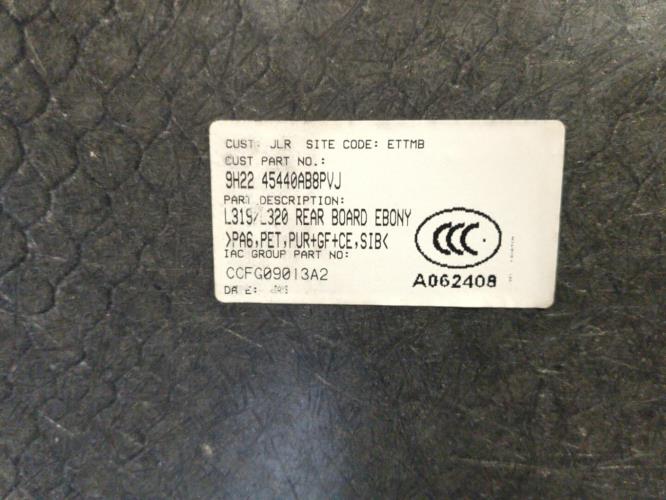 CUST: JLR SITE CODE: ETTMB
CUST PART NO.:
9H22 45440AB8PVJ
PART DESCRIPTION:
L319/L320 REAR BOARD EBONY
>PA6,PET,PUR+GF+CE,SIB<
IAC GROUP PART NO:
CCFG09013A2
DATE:
CCC
A062408